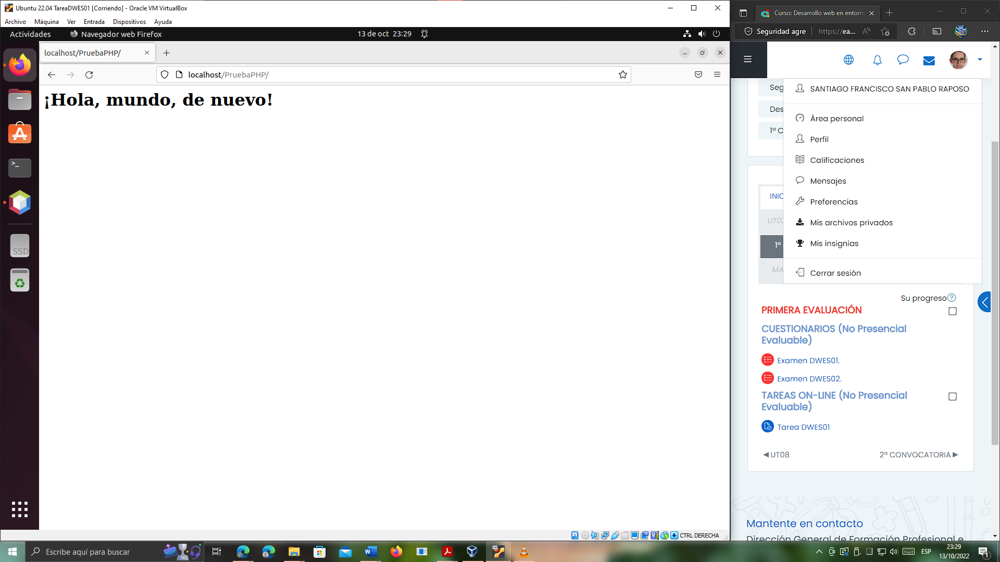 Ubuntu 22.04 TareaDWES01 [Corriendo] - Oracle VM VirtualBox
Archivo Máquina Ver Entrada Dispositivos Ayuda
Actividades Navegador web Firefox 13 de oct 23:29
localhost/PruebaPHP/
localhost/PruebaPHP/
¡Hola, mundo, de nuevo!
SSD
CTRL DERECHA
Curso: Desarrollo web en entorn
Seguridad agre https://ea...
Seg
Des
1ª C
INIC
UT03
1ª
MA
SANTIAGO FRANCISCO SAN PABLO RAPOSO
Área personal
Perfil
Calificaciones
Mensajes
Preferencias
Mis archivos privados
Mis insignias
Cerrar sesión
Su progreso
PRIMERA EVALUACIÓN
CUESTIONARIOS (No Presencial
Evaluable)
Examen DWES01.
Examen DWES02.
TAREAS ON-LINE (No Presencial
Evaluable)
Tarea DWES01
◀UT08 2ª CONVOCATORIA▶
Mantente en contacto
Dirección General de Formación Profesional e
Escribe aquí para buscar
ESP
23:29
13/10/2022
1